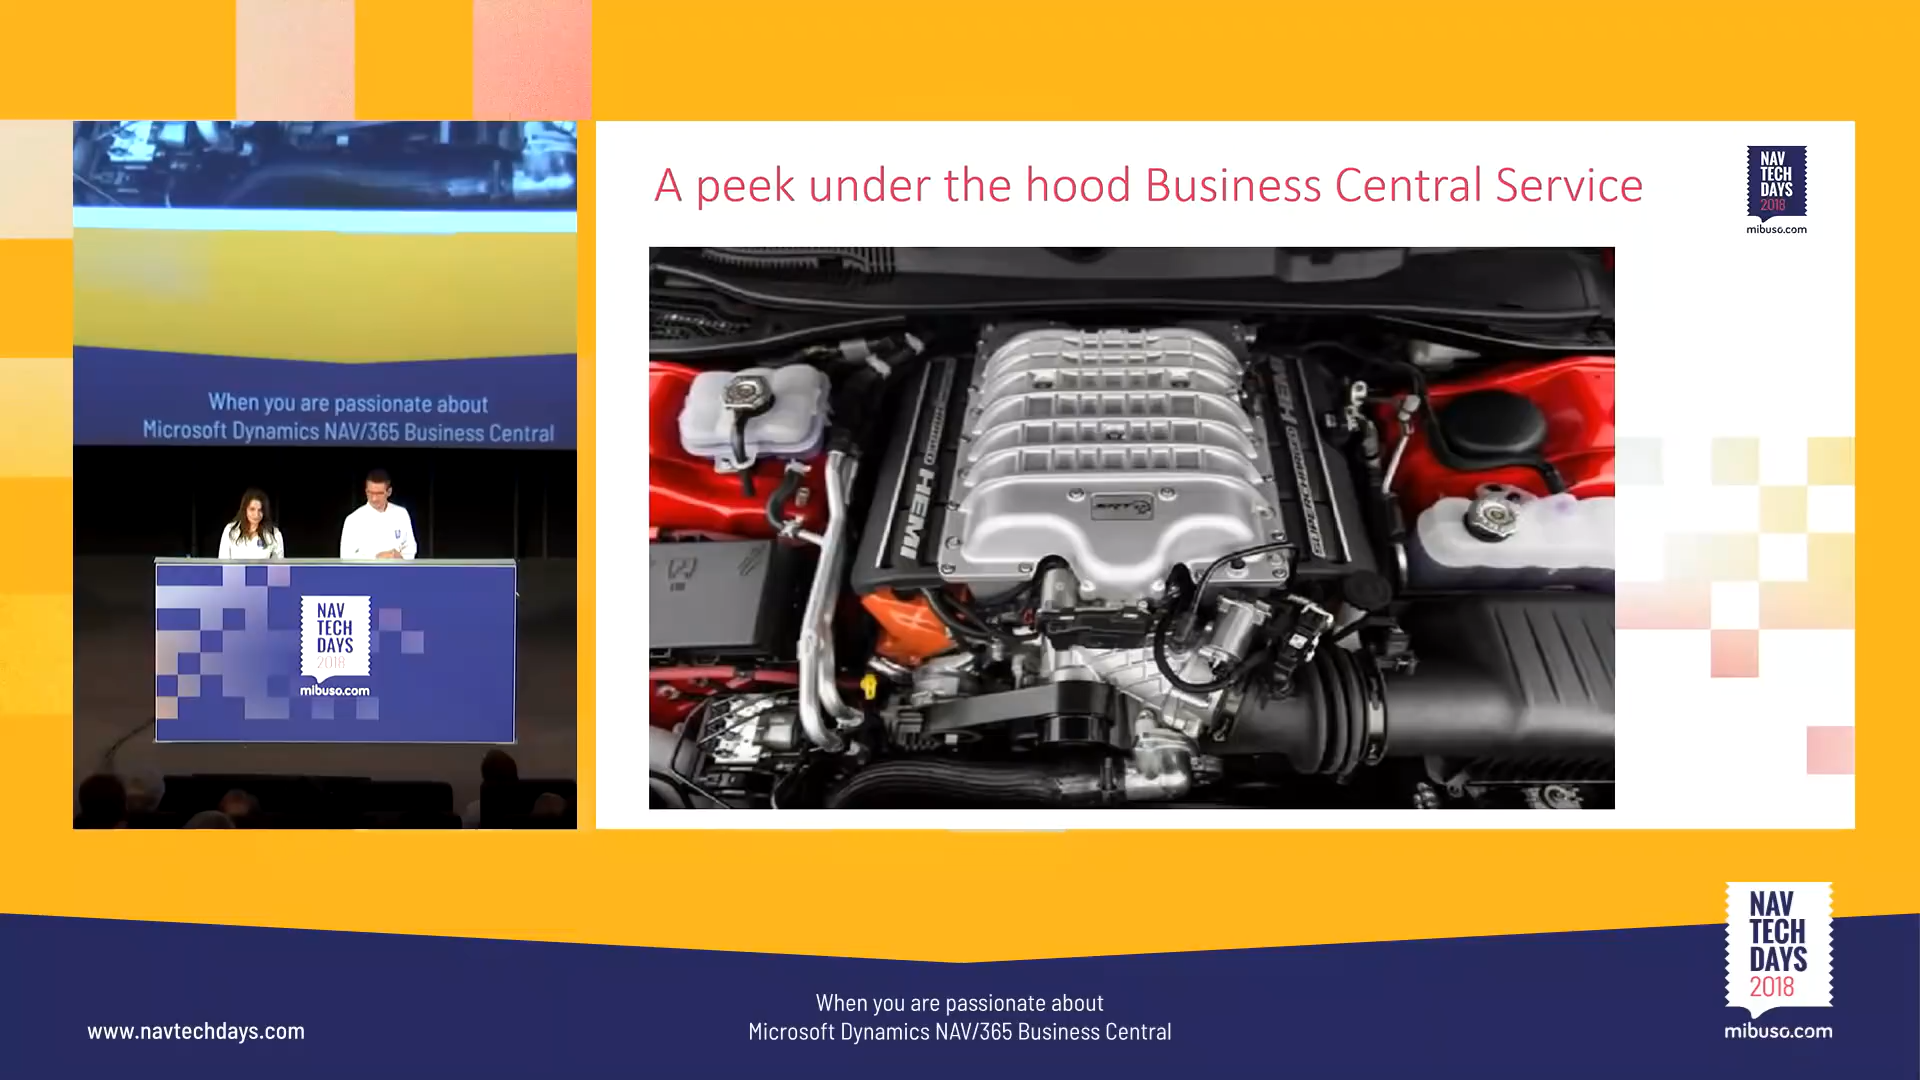 When you are passionate about
Microsoft Dynamics NAV/365 Business Central
NAV
TECH
DAYS
2018
mibuso.com
A peek under the hood Business Central Service
NAV
TECH
DAYS
2018
mibuso.com
HEMI
SUPERCHARGED HEMI
www.navtechdays.com
When you are passionate about
Microsoft Dynamics NAV/365 Business Central
NAV
TECH
DAYS
2018
mibuso.com